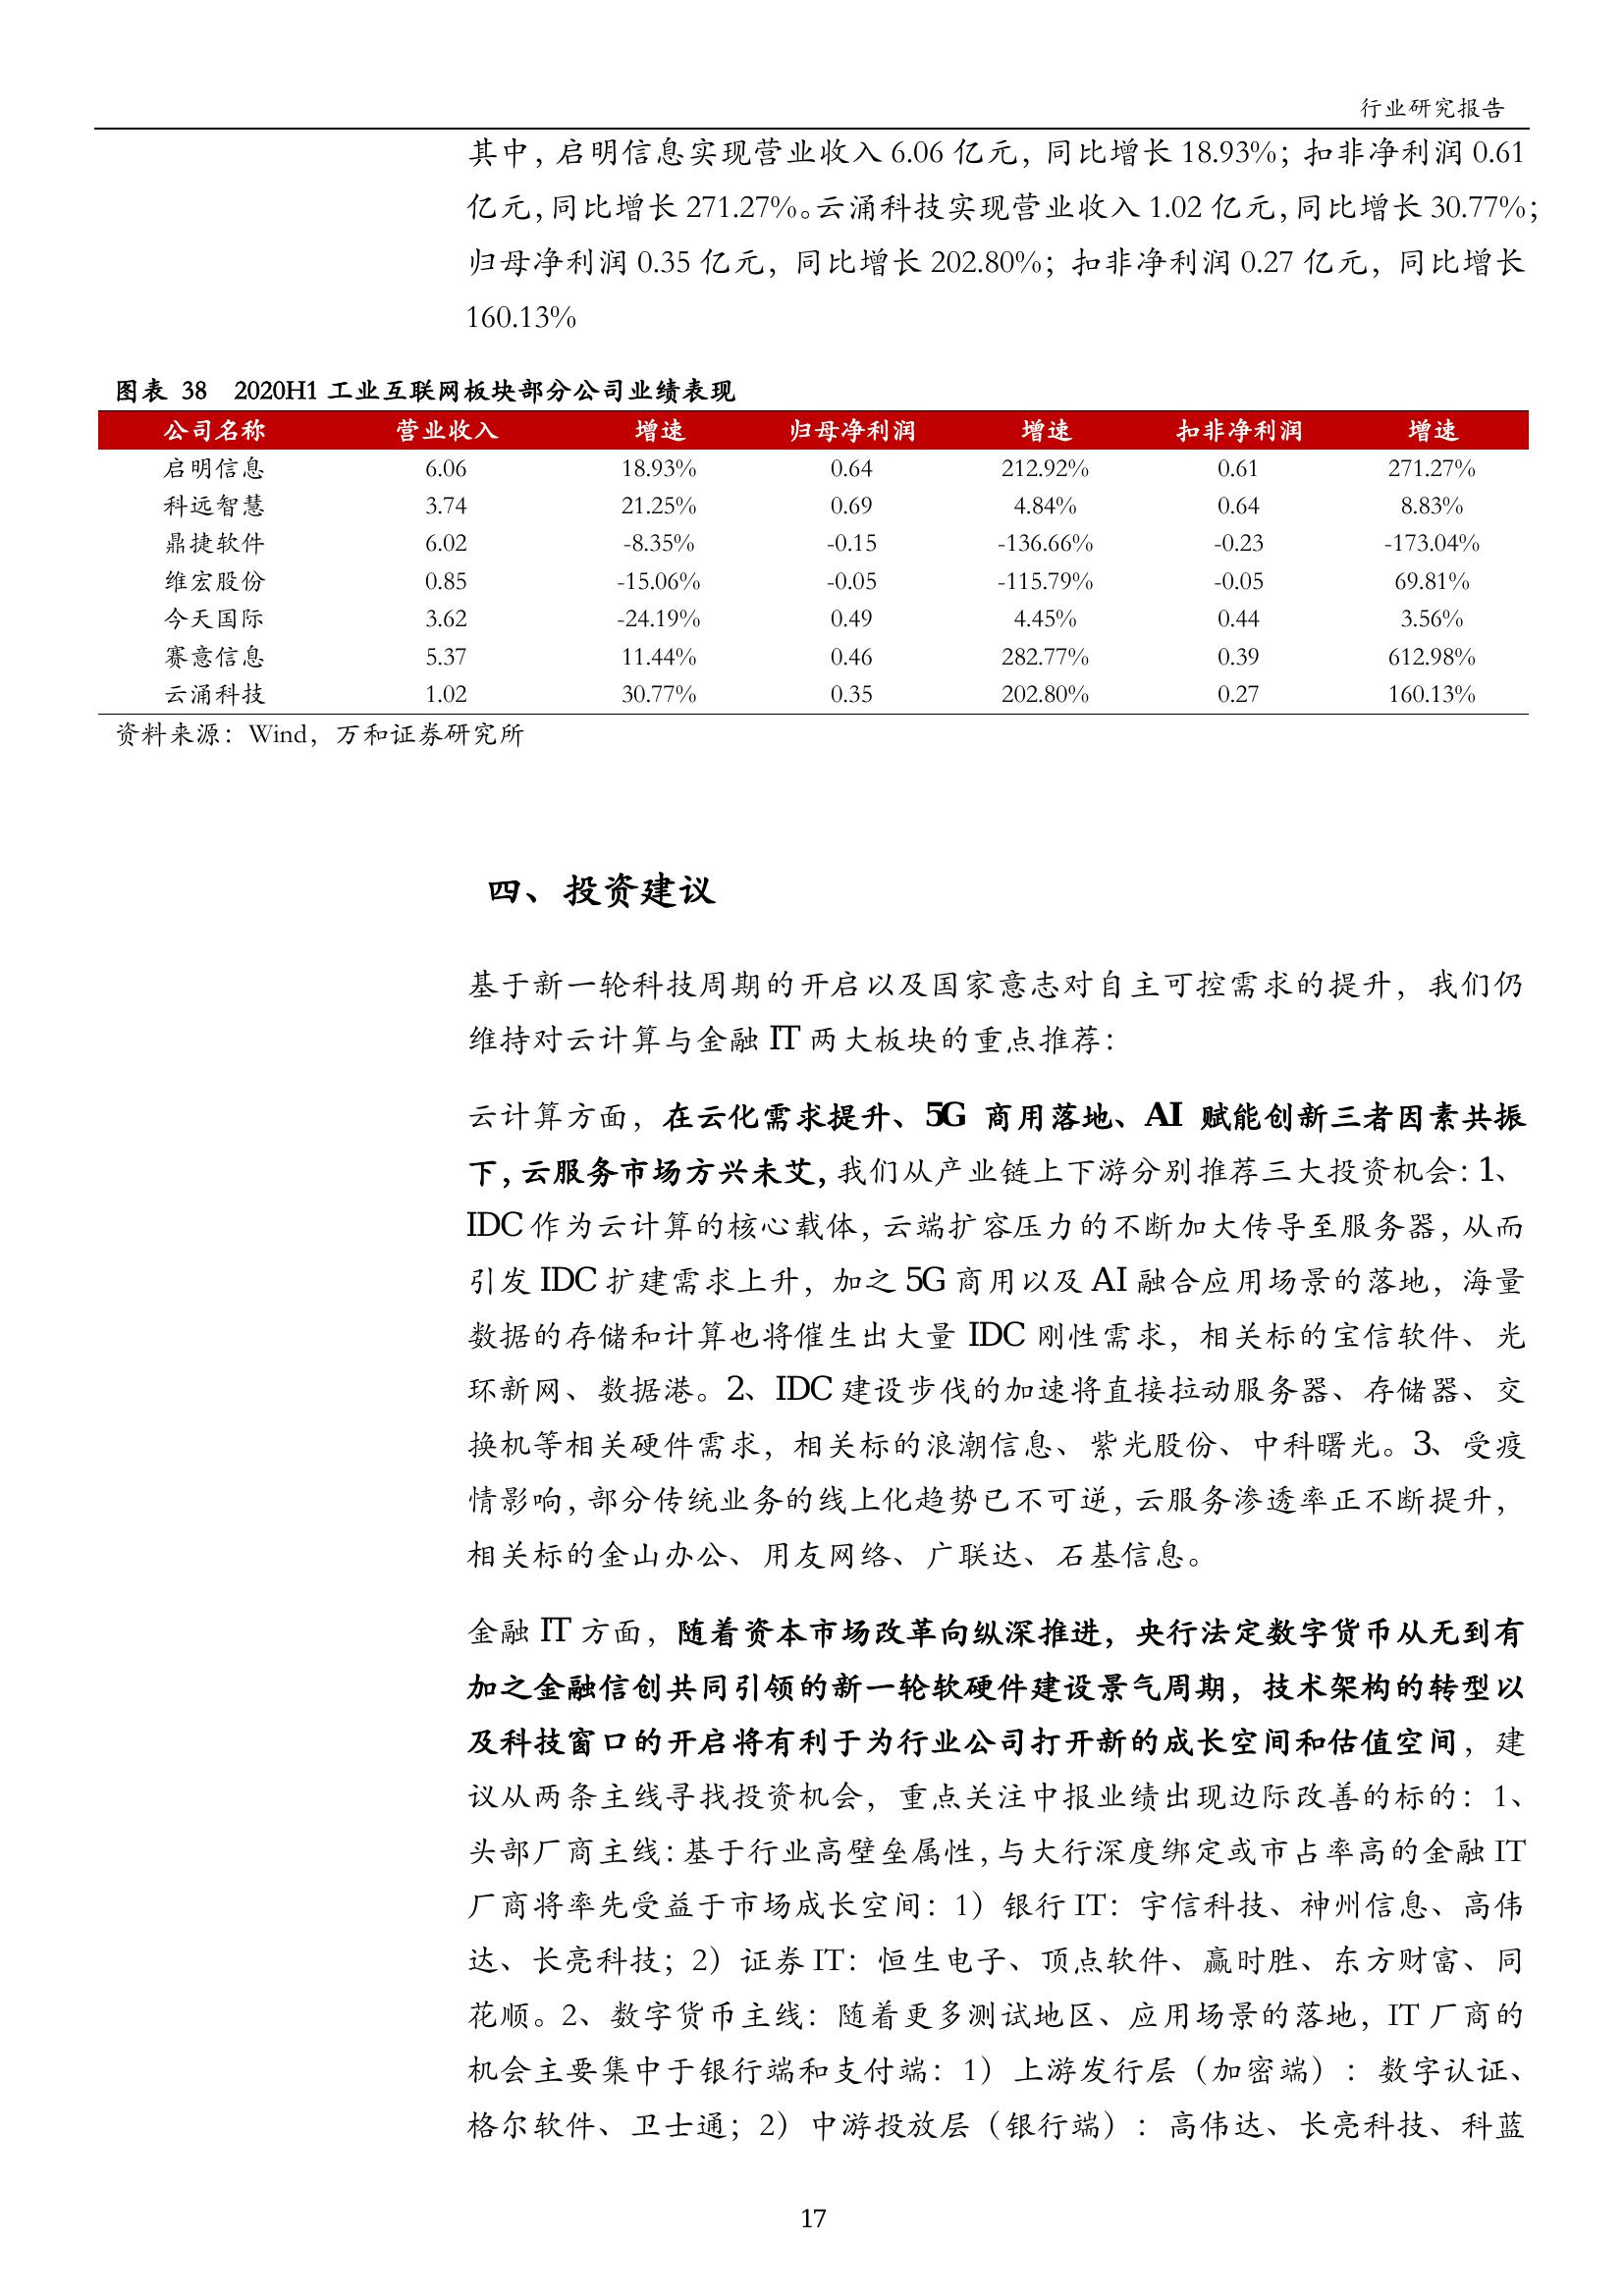 行业研究报告
其中，启明信息实现营业收入 6.06 亿元，同比增长 18.93%；扣非净利润 0.61
亿元，同比增长 271.27%。云涌科技实现营业收入 1.02 亿元，同比增长 30.77%；
归母净利润 0.35 亿元，同比增长 202.80%；扣非净利润 0.27 亿元，同比增长
160.13%
图表 38 2020H1 工业互联网板块部分公司业绩表现
公司名称 营业收入 增速 归母净利润 增速 扣非净利润 增速
启明信息 6.06 18.93% 0.64 212.92% 0.61 271.27%
科远智慧 3.74 21.25% 0.69 4.84% 0.64 8.83%
鼎捷软件 6.02 -8.35% -0.15 -136.66% -0.23 -173.04%
维宏股份 0.85 -15.06% -0.05 -115.79% -0.05 69.81%
今天国际 3.62 -24.19% 0.49 4.45% 0.44 3.56%
赛意信息 5.37 11.44% 0.46 282.77% 0.39 612.98%
云涌科技 1.02 30.77% 0.35 202.80% 0.27 160.13%
资料来源：Wind，万和证券研究所
四、投资建议
基于新一轮科技周期的开启以及国家意志对自主可控需求的提升，我们仍
维持对云计算与金融 IT 两大板块的重点推荐：
云计算方面，在云化需求提升、5G 商用落地、AI 赋能创新三者因素共振
下，云服务市场方兴未艾，我们从产业链上下游分别推荐三大投资机会：1、
IDC 作为云计算的核心载体，云端扩容压力的不断加大传导至服务器，从而
引发 IDC 扩建需求上升，加之 5G 商用以及 AI 融合应用场景的落地，海量
数据的存储和计算也将催生出大量 IDC 刚性需求，相关标的宝信软件、光
环新网、数据港。2、IDC 建设步伐的加速将直接拉动服务器、存储器、交
换机等相关硬件需求，相关标的浪潮信息、紫光股份、中科曙光。3、受疫
情影响，部分传统业务的线上化趋势已不可逆，云服务渗透率正不断提升，
相关标的金山办公、用友网络、广联达、石基信息。
金融 IT 方面，随着资本市场改革向纵深推进，央行法定数字货币从无到有
加之金融信创共同引领的新一轮软硬件建设景气周期，技术架构的转型以
及科技窗口的开启将有利于为行业公司打开新的成长空间和估值空间，建
议从两条主线寻找投资机会，重点关注中报业绩出现边际改善的标的：1、
头部厂商主线：基于行业高壁垒属性，与大行深度绑定或市占率高的金融 IT
厂商将率先受益于市场成长空间：1）银行 IT：宇信科技、神州信息、高伟
达、长亮科技；2）证券 IT：恒生电子、顶点软件、赢时胜、东方财富、同
花顺。2、数字货币主线：随着更多测试地区、应用场景的落地，IT 厂商的
机会主要集中于银行端和支付端：1）上游发行层（加密端）：数字认证、
格尔软件、卫士通；2）中游投放层（银行端）：高伟达、长亮科技、科蓝
17